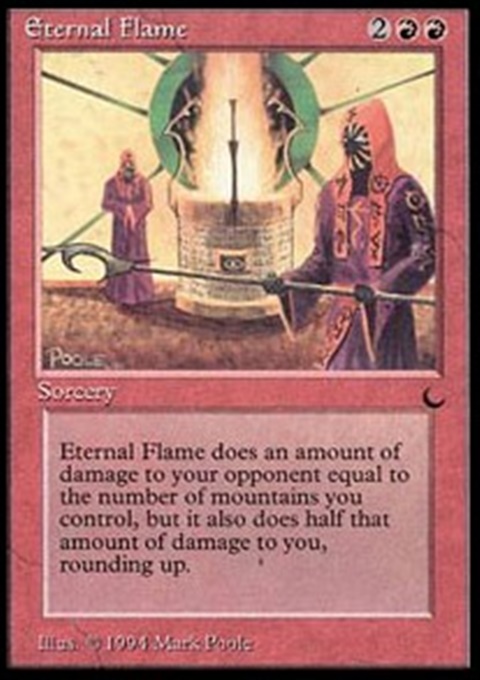 Eternal Flame 2
POOLE
Sorcery
Eternal Flame does an amount of
damage to your opponent equal to
the number of mountains you
control, but it also does half that
amount of damage to you,
rounding up.
Illus. © 1994 Mark Poole